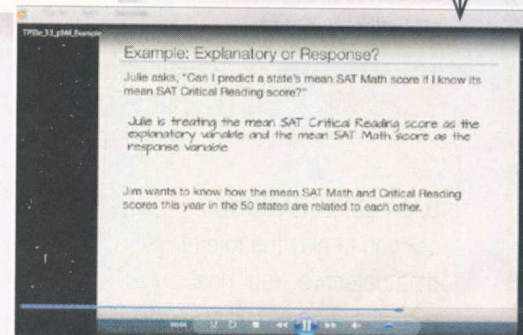 Example: Explanatory or Response?
Julie asks, "Can I predict a state's mean SAT Math score if I know its
mean SAT Critical Reading score?"
Julie is treating the mean SAT Critical Reading score as the
explanatory variable and the mean SAT Math score as the
response variable
Jim wants to know how the mean SAT Math and Critical Reading
scores this year in the 50 states are related to each other.